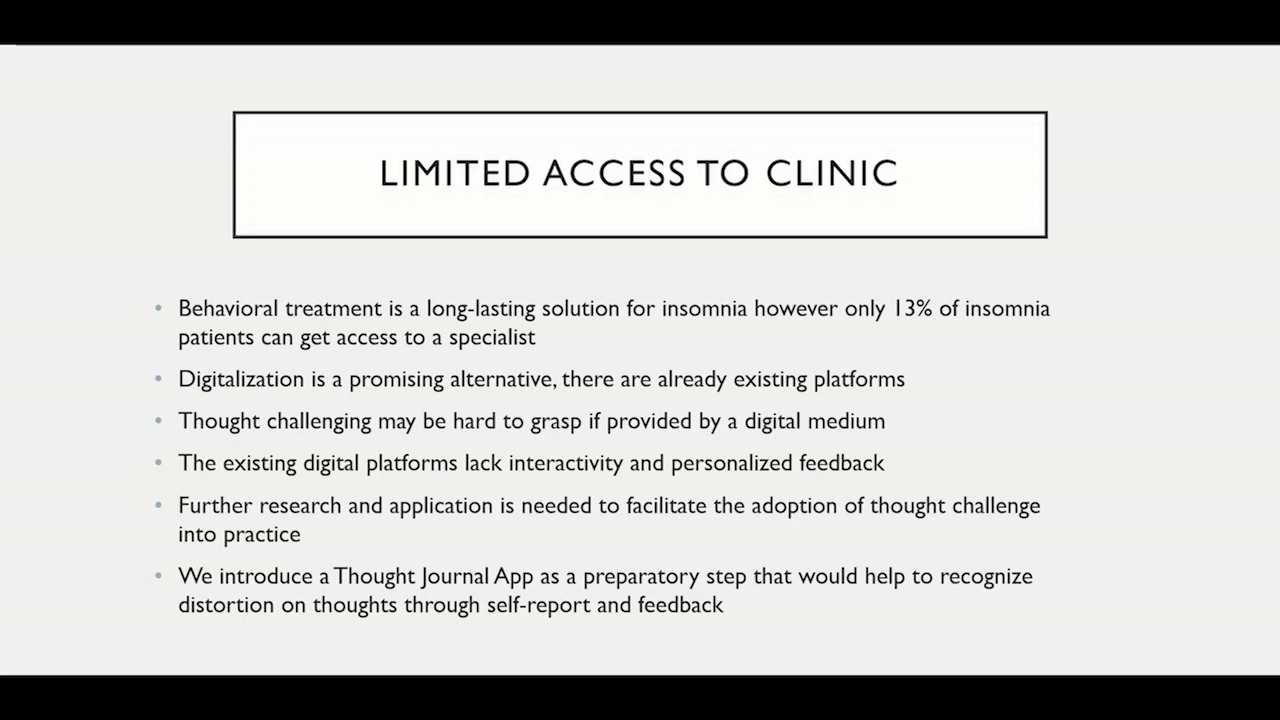 LIMITED ACCESS TO CLINIC
• Behavioral treatment is a long-lasting solution for insomnia however only 13% of insomnia
patients can get access to a specialist
• Digitalization is a promising alternative, there are already existing platforms
• Thought challenging may be hard to grasp if provided by a digital medium
• The existing digital platforms lack interactivity and personalized feedback
• Further research and application is needed to facilitate the adoption of thought challenge
into practice
• We introduce a Thought Journal App as a preparatory step that would help to recognize
distortion on thoughts through self-report and feedback